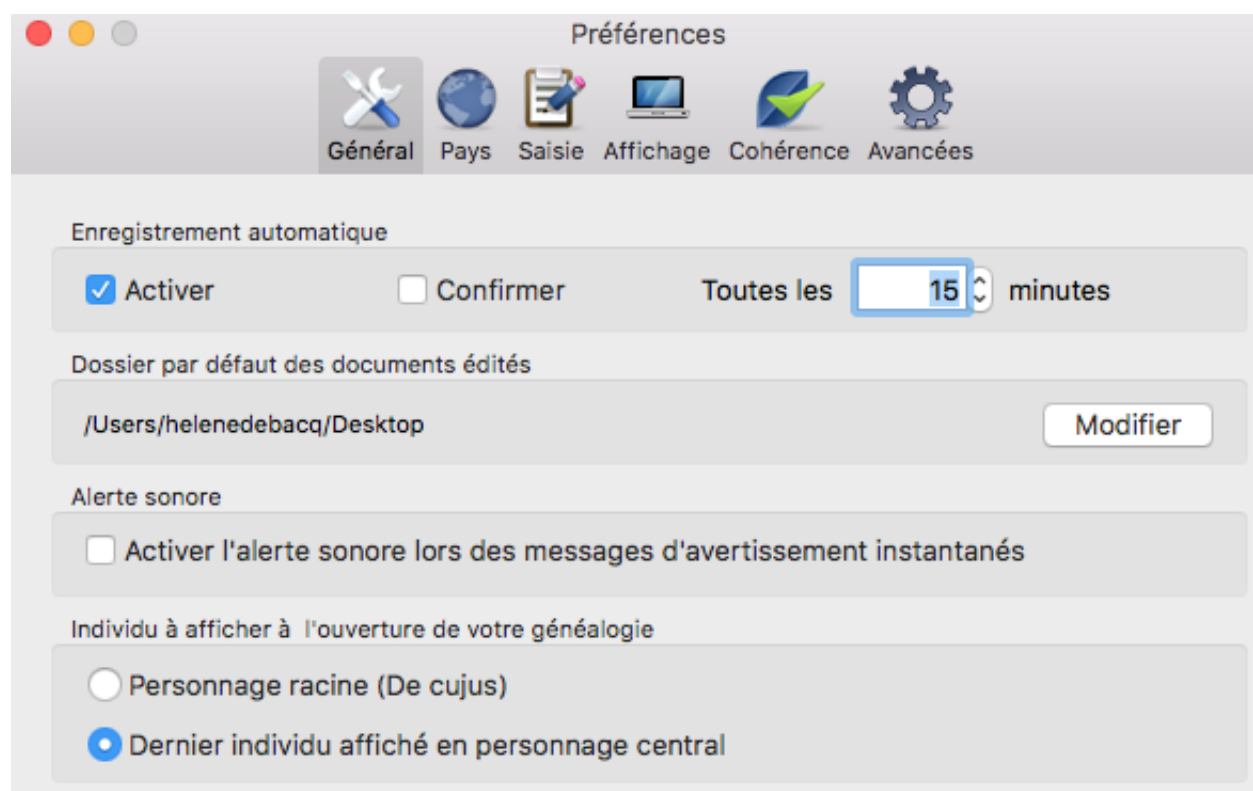 Préférences
Général Pays Saisie Affichage Cohérence Avancées
Enregistrement automatique
Activer Confirmer Toutes les 15 minutes
Dossier par défaut des documents édités
/Users/helenedebacq/Desktop Modifier
Alerte sonore
Activer l'alerte sonore lors des messages d'avertissement instantanés
Individu à afficher à  l'ouverture de votre généalogie
Personnage racine (De cujus)
Dernier individu affiché en personnage central